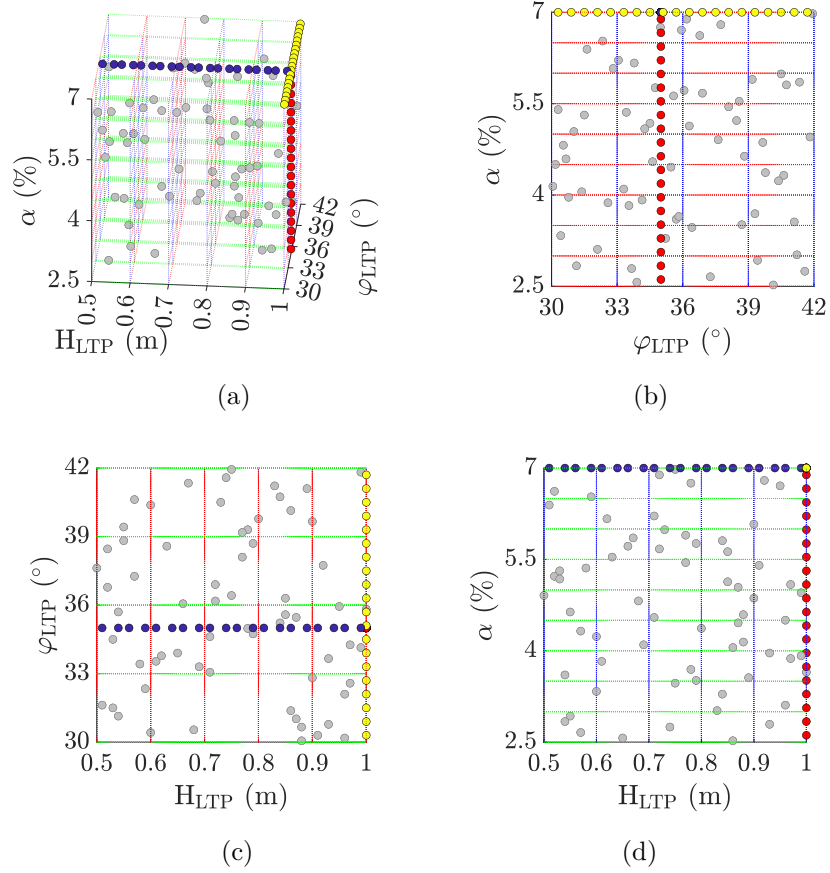 7
5.5
4
2.5
α (%)
0.5
0.6
0.7
0.8
0.9
1
H_LTP (m)
42
39
36
33
30
φ_LTP (°)
(a)
7
5.5
4
2.5
α (%)
30 33 36 39 42
φ_LTP (°)
(b)
42
39
36
33
30
φ_LTP (°)
0.5 0.6 0.7 0.8 0.9 1
H_LTP (m)
(c)
7
5.5
4
2.5
α (%)
0.5 0.6 0.7 0.8 0.9 1
H_LTP (m)
(d)